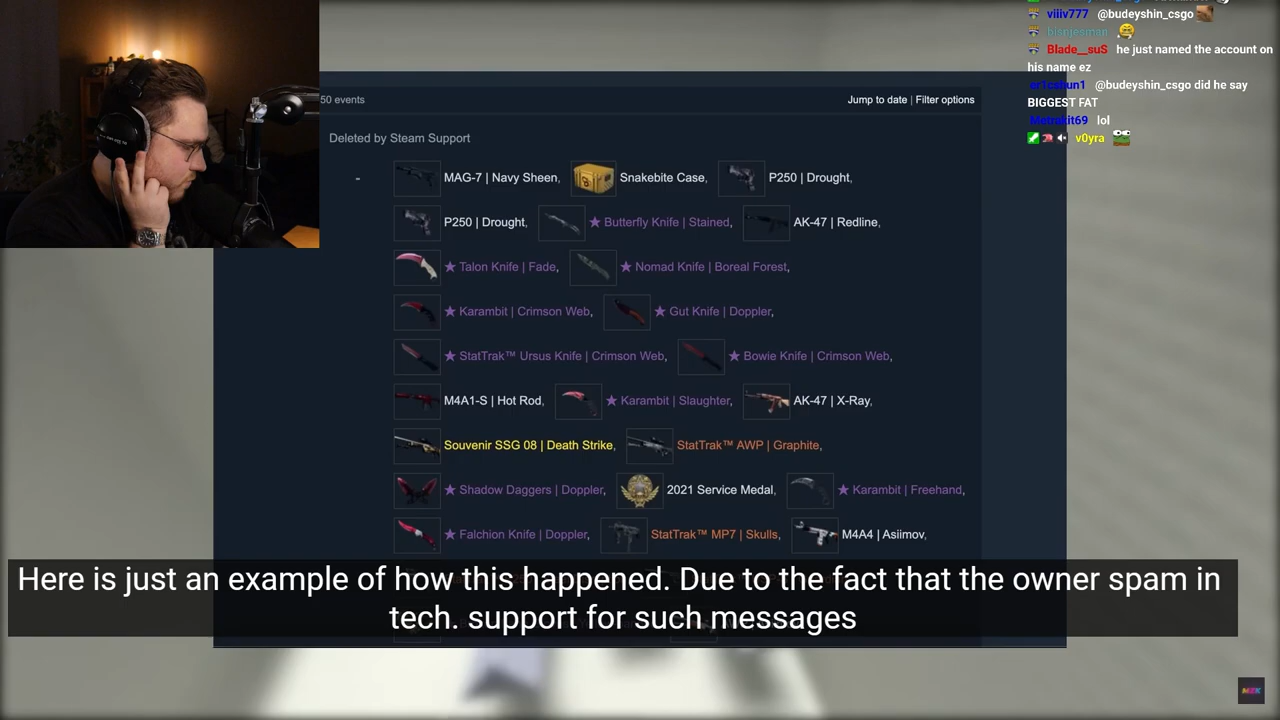 viiiv777 @budeyshin_csgo
bisnjesman
Blade__suS he just named the account on
his name ez
@budeyshin_csgo did he say
BIGGEST FAT
Metrakit69 lol
v0yra
50 events
Jump to date | Filter options
Deleted by Steam Support
-
MAG-7 | Navy Sheen, Snakebite Case, P250 | Drought,
P250 | Drought, ★ Butterfly Knife | Stained, AK-47 | Redline,
★ Talon Knife | Fade, ★ Nomad Knife | Boreal Forest,
★ Karambit | Crimson Web, ★ Gut Knife | Doppler,
★ StatTrak™ Ursus Knife | Crimson Web, ★ Bowie Knife | Crimson Web,
M4A1-S | Hot Rod, ★ Karambit | Slaughter, AK-47 | X-Ray,
Souvenir SSG 08 | Death Strike, StatTrak™ AWP | Graphite,
★ Shadow Daggers | Doppler, 2021 Service Medal, ★ Karambit | Freehand,
★ Falchion Knife | Doppler, StatTrak™ MP7 | Skulls, M4A4 | Asiimov,
Here is just an example of how this happened. Due to the fact that the owner spam in
tech. support for such messages